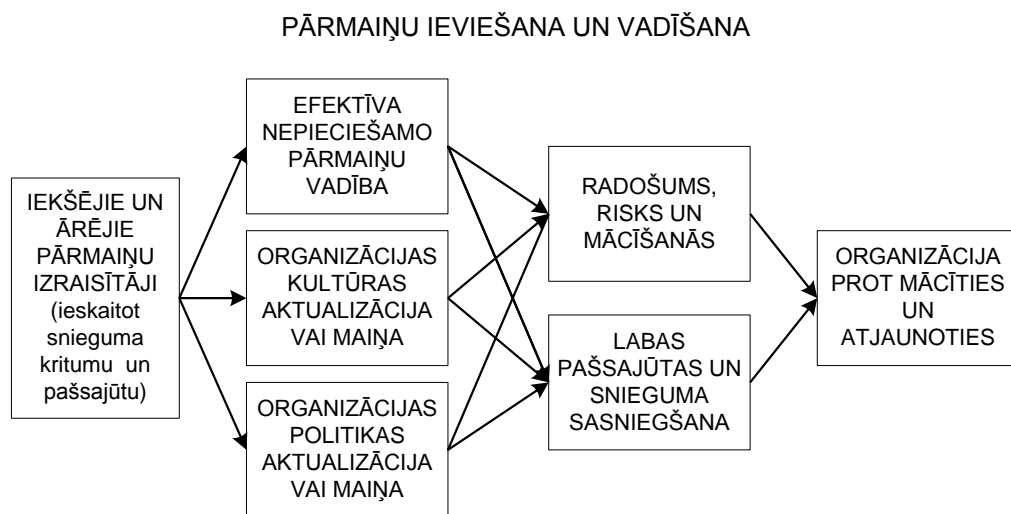 PĀRMAIŅU IEVIEŠANA UN VADĪŠANA
IEKŠĒJIE UN
ĀRĒJIE
PĀRMAIŅU
IZRAISĪTĀJI
(ieskaitot
snieguma
kritumu un
pašsajūtu)
EFEKTĪVA
NEPIECIEŠAMO
PĀRMAIŅU
VADĪBA
ORGANIZĀCIJAS
KULTŪRAS
AKTUALIZĀCIJA
VAI MAIŅA
ORGANIZĀCIJAS
POLITIKAS
AKTUALIZĀCIJA
VAI MAIŅA
RADOŠUMS,
RISKS UN
MĀCĪŠANĀS
LABAS
PAŠSAJŪTAS UN
SNIEGUMA
SASNIEGŠANA
ORGANIZĀCIJA
PROT MĀCĪTIES
UN
ATJAUNOTIES